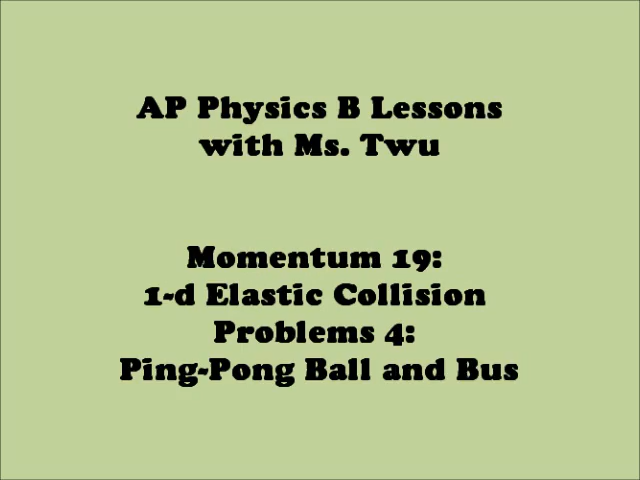 AP Physics B Lessons
with Ms. Twu
Momentum 19:
1-d Elastic Collision
Problems 4:
Ping-Pong Ball and Bus